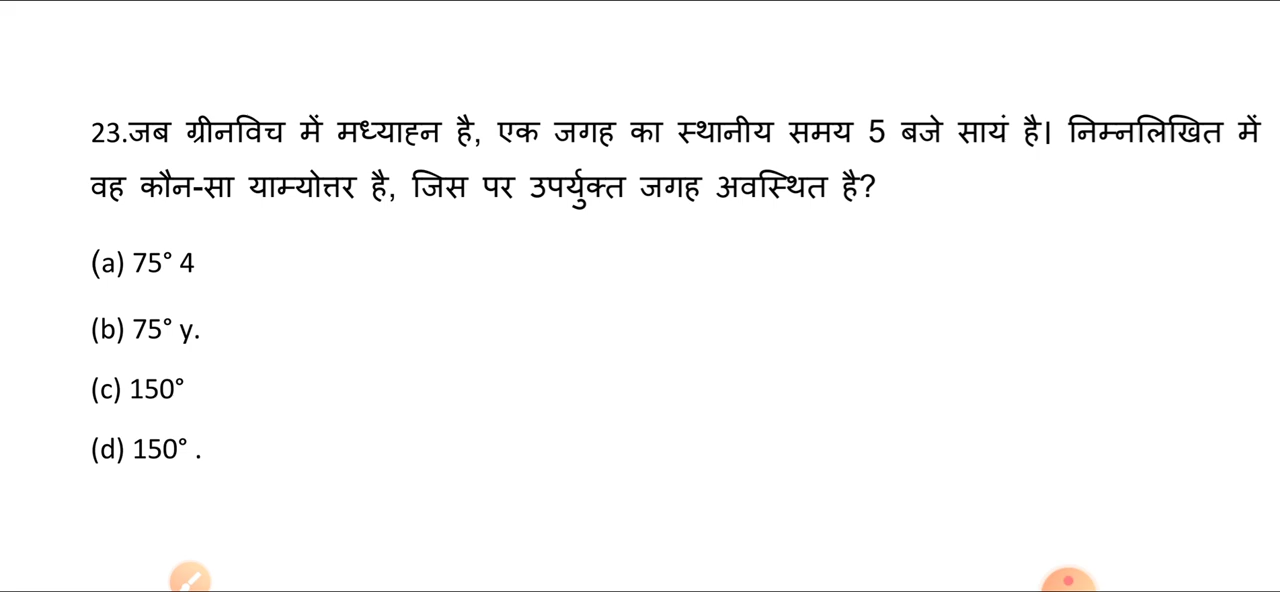 23.जब ग्रीनविच में मध्याह्न है, एक जगह का स्थानीय समय 5 बजे सायं है। निम्नलिखित में
वह कौन-सा याम्योत्तर है, जिस पर उपर्युक्त जगह अवस्थित है?
(a) 75° 4
(b) 75° y.
(c) 150°
(d) 150° .